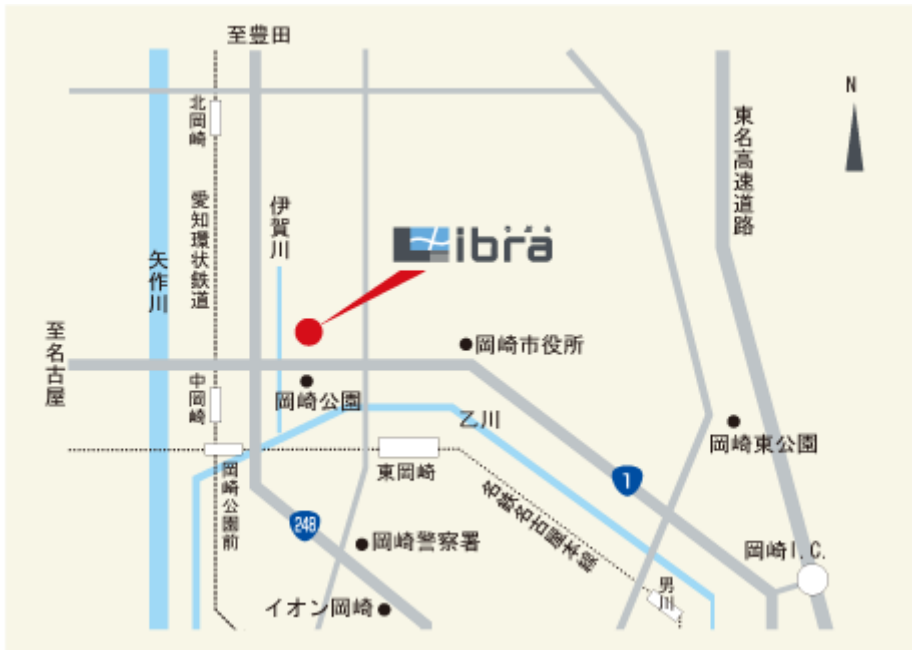 至豊田
N
北岡崎
東名高速道路
愛知環状鉄道
伊賀川
Libra
矢作川
至名古屋
岡崎市役所
中岡崎
岡崎公園
乙川
岡崎東公園
東岡崎
岡崎公園前
1
名鉄名古屋本線
248
岡崎警察署
岡崎I.C.
男川
イオン岡崎